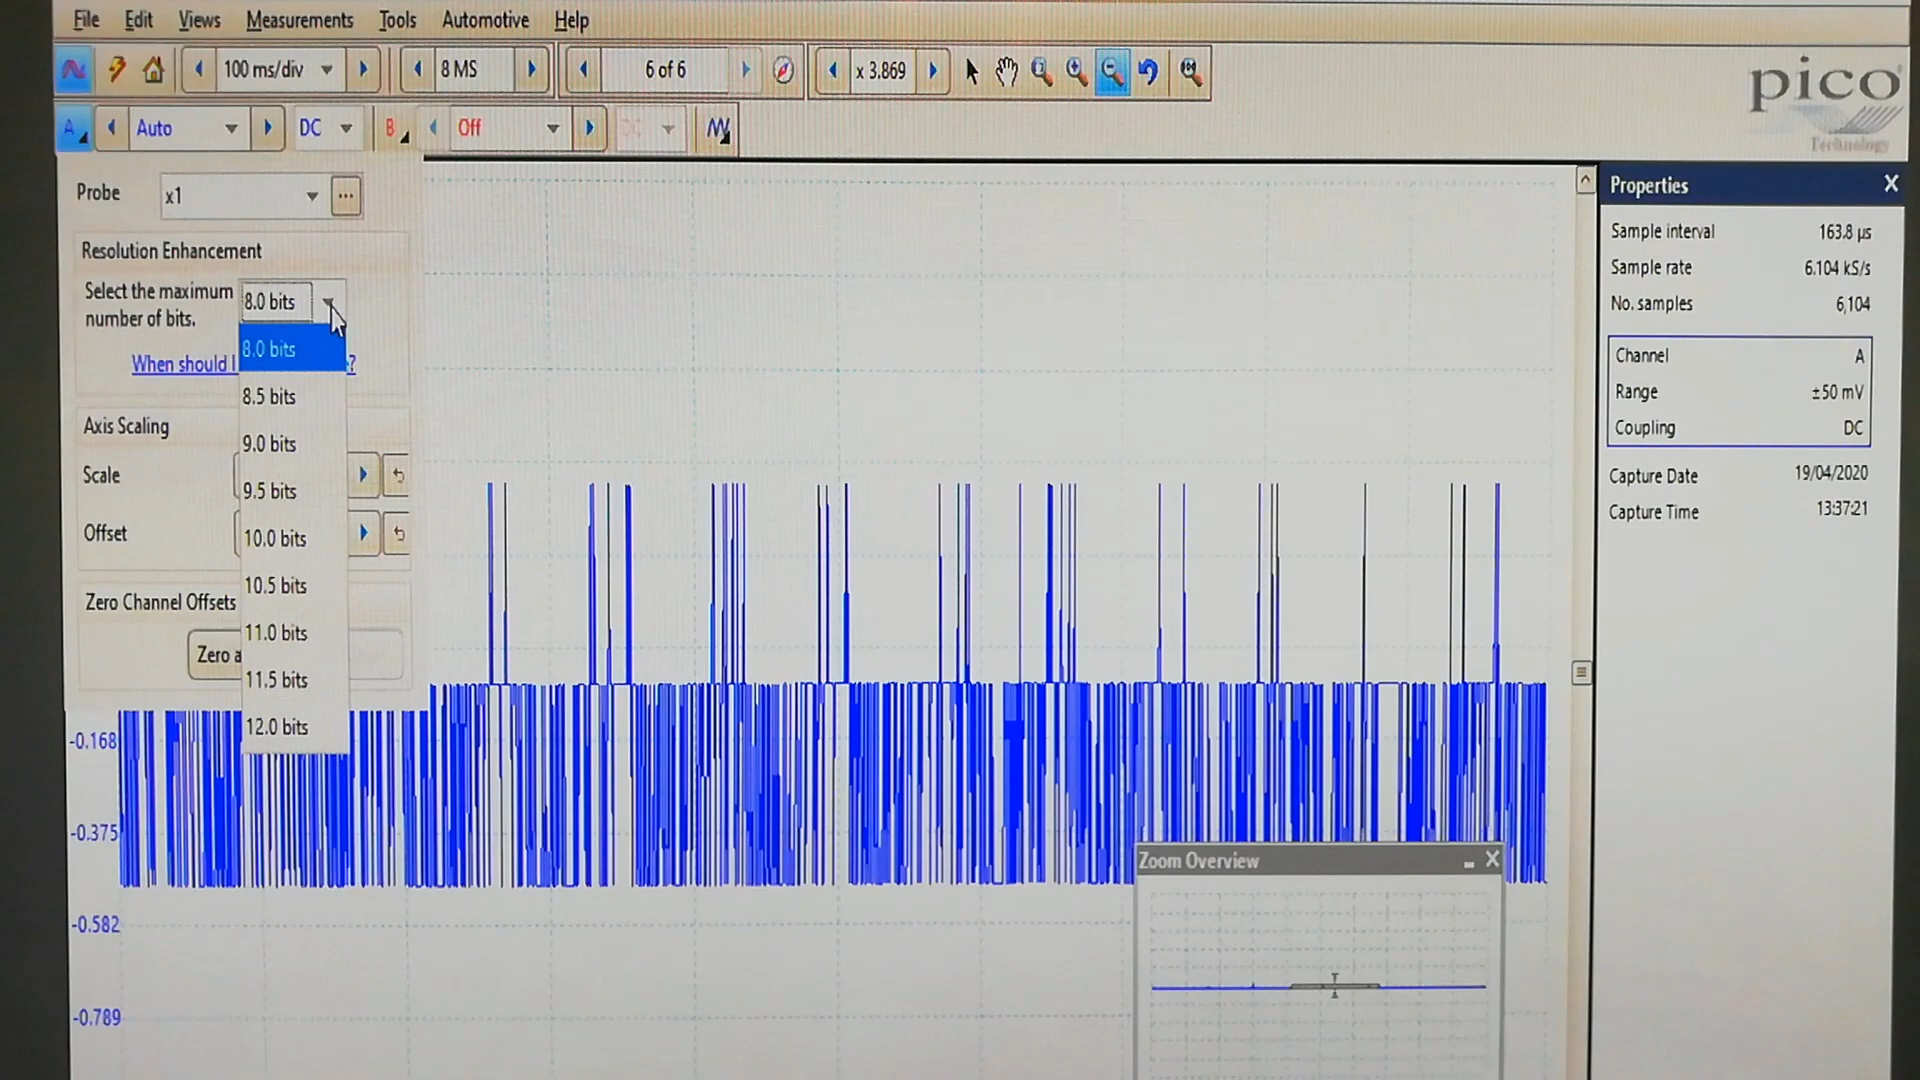 File Edit Views Measurements Tools Automotive Help
100 ms/div 8 MS 6 of 6 x 3.869
pico
Technology
A Auto DC B Off DC
Probe x1 ...
Resolution Enhancement
Select the maximum
number of bits.
8.0 bits
8.0 bits
When should I ?
8.5 bits
9.0 bits
9.5 bits
10.0 bits
10.5 bits
11.0 bits
11.5 bits
12.0 bits
Axis Scaling
Scale
Offset
Zero Channel Offsets
Zero a
-0.168
-0.375
-0.582
-0.789
Zoom Overview
Properties X
Sample interval 163.8 µs
Sample rate 6.104 kS/s
No. samples 6,104
Channel A
Range ±50 mV
Coupling DC
Capture Date 19/04/2020
Capture Time 13:37:21